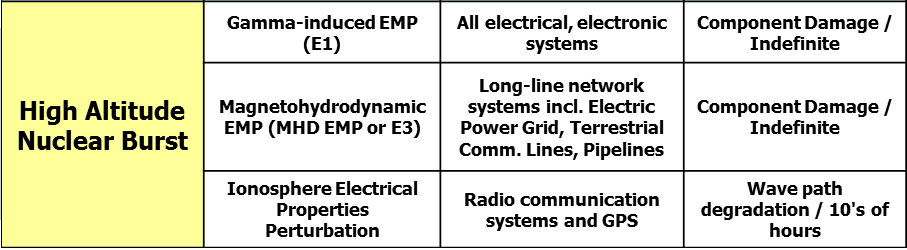 High Altitude
Nuclear Burst
Gamma-induced EMP
(E1)
All electrical, electronic
systems
Component Damage /
Indefinite
Magnetohydrodynamic
EMP (MHD EMP or E3)
Long-line network
systems incl. Electric
Power Grid, Terrestrial
Comm. Lines, Pipelines
Component Damage /
Indefinite
Ionosphere Electrical
Properties
Perturbation
Radio communication
systems and GPS
Wave path
degradation / 10's of
hours